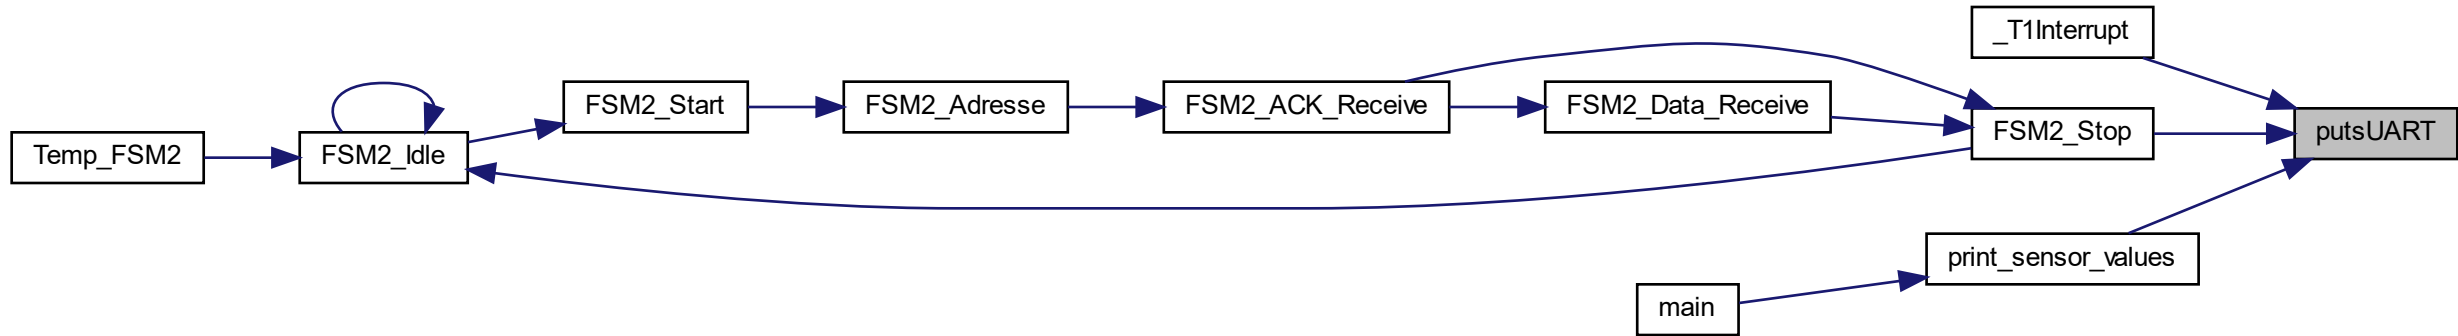 _T1Interrupt
FSM2_Start
FSM2_Adresse
FSM2_ACK_Receive
FSM2_Data_Receive
FSM2_Stop
putsUART
Temp_FSM2
FSM2_Idle
print_sensor_values
main